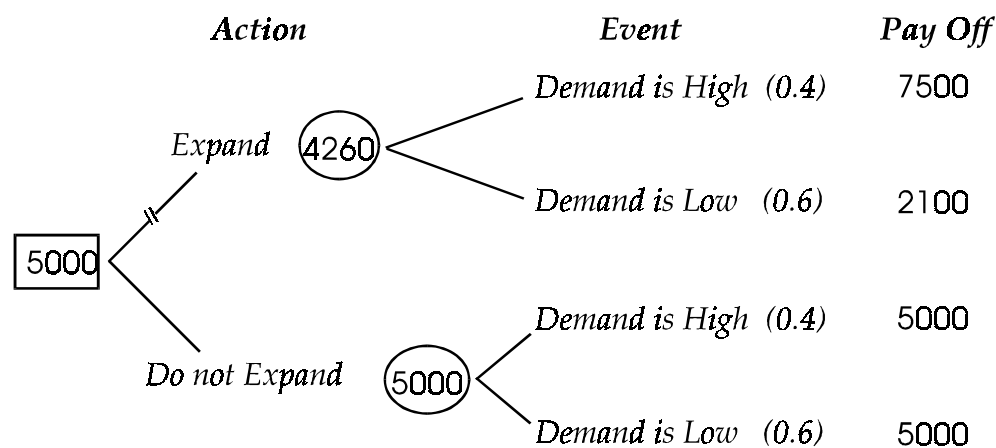 Action Event Pay Off
Demand is High (0.4) 7500
Expand 4260
Demand is Low (0.6) 2100
5000
Demand is High (0.4) 5000
Do not Expand 5000
Demand is Low (0.6) 5000